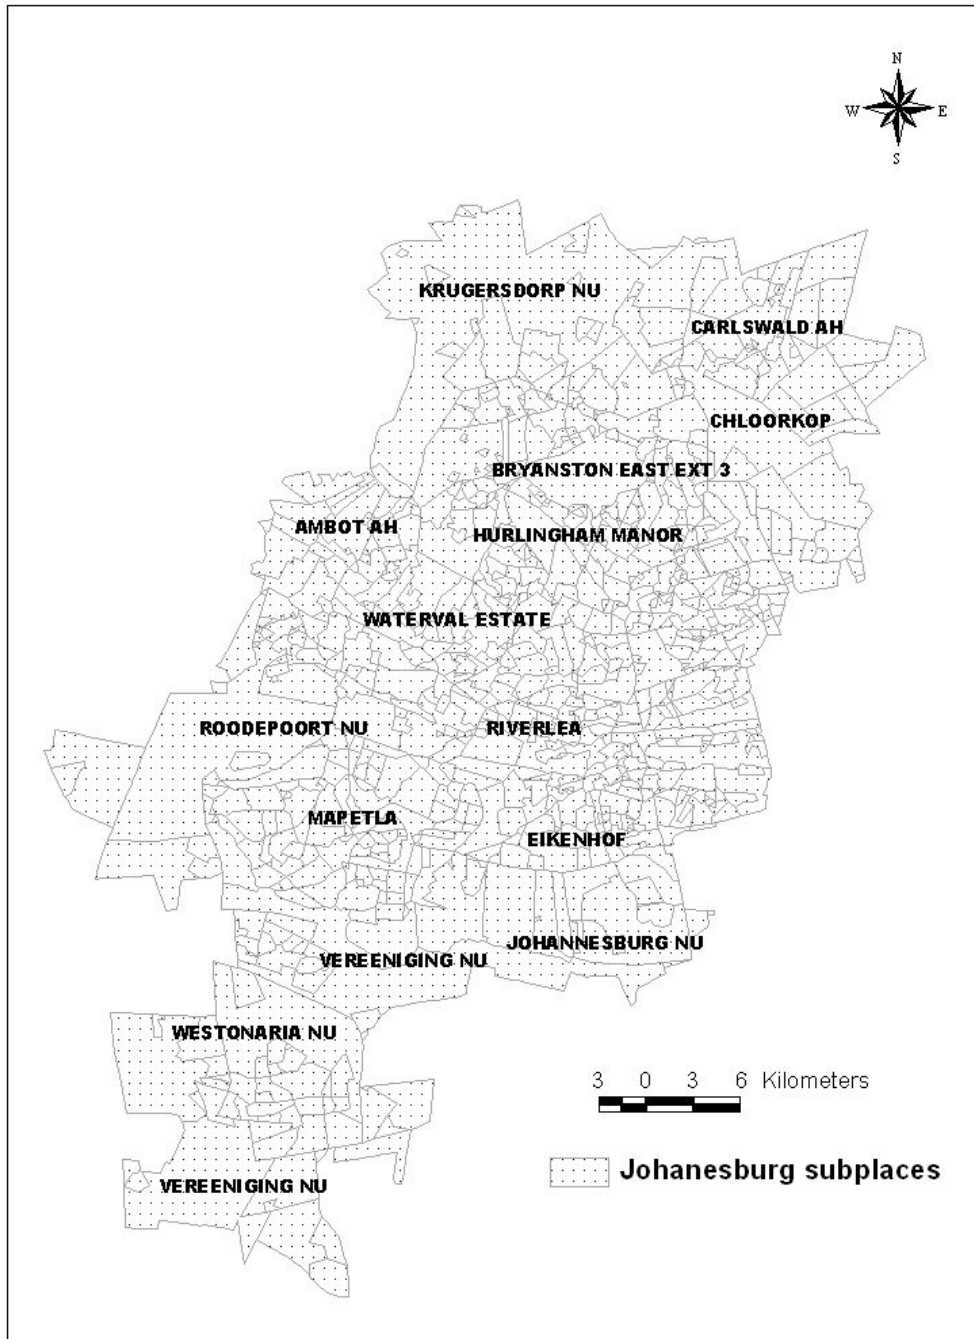 N
W E
S
KRUGERSDORP NU
CARLSWALD AH
CHLOORKOP
BRYANSTON EAST EXT 3
AMBOT AH
HURLINGHAM MANOR
WATERVAL ESTATE
ROODEPOORT NU
RIVERLEA
MAPETLA
EIKENHOF
JOHANNESBURG NU
VEREENIGING NU
WESTONARIA NU
3 0 3 6 Kilometers
Johanesburg subplaces
VEREENIGING NU